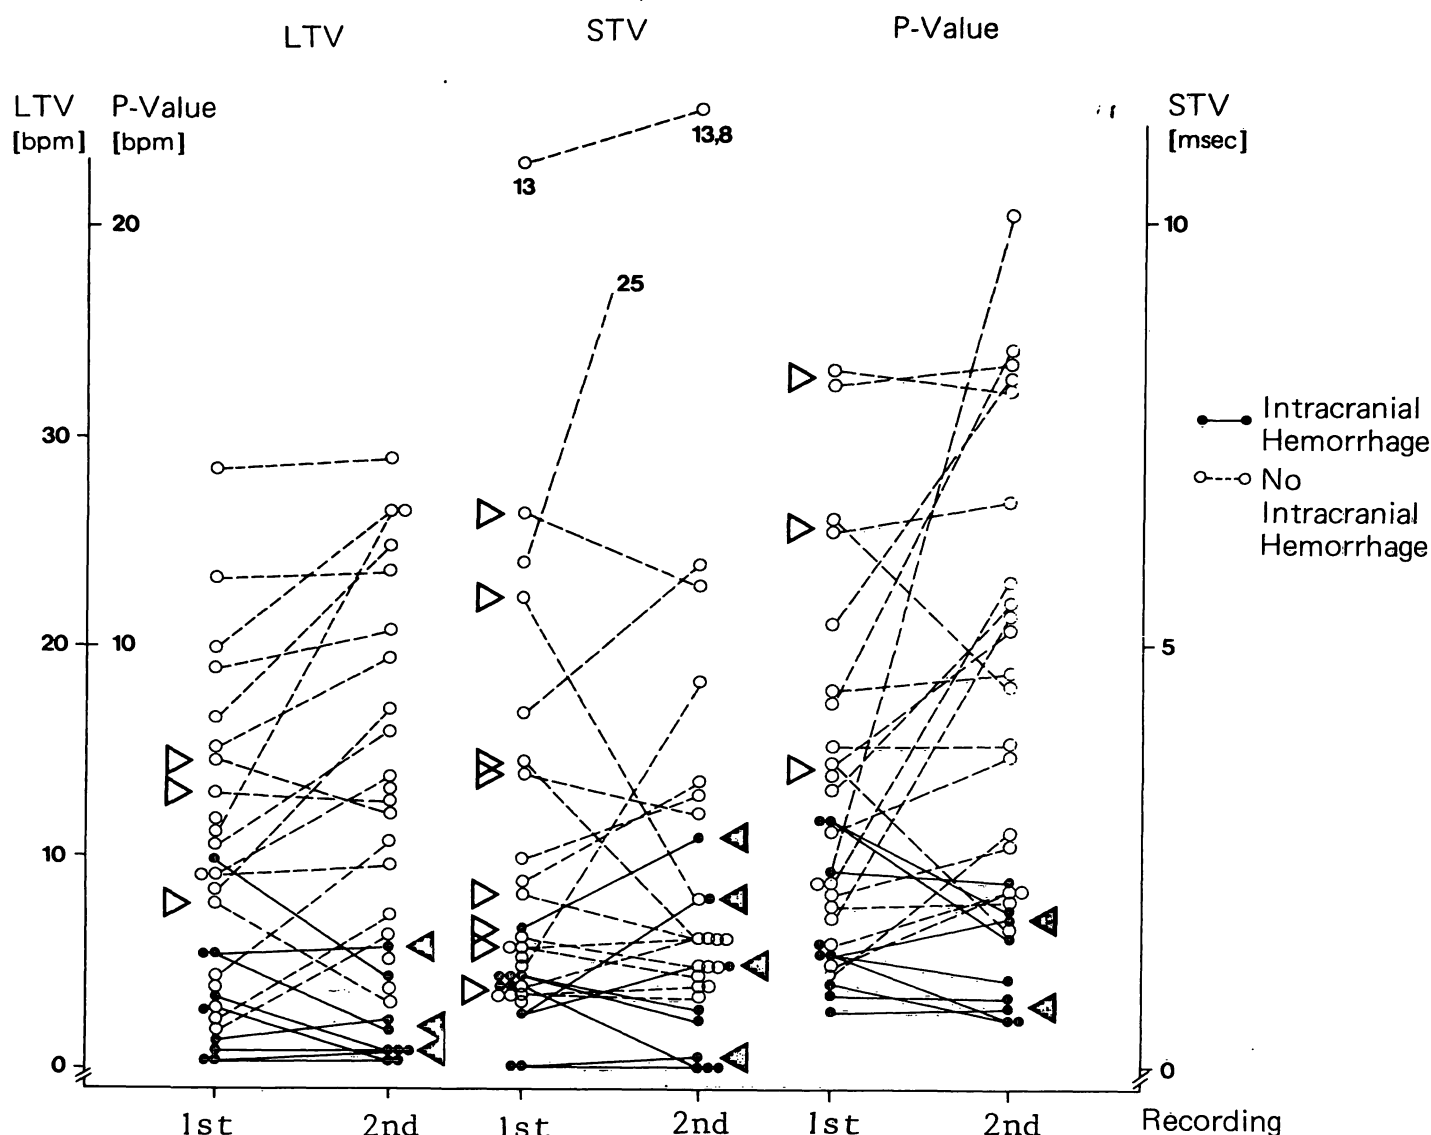 LTV STV P-Value
LTV P-Value STV
[bpm] [bpm] [msec]
13,8
13
20 10
25
30
Intracranial
Hemorrhage
No
Intracranial
Hemorrhage
20 10 5
10
0 0
1st 2nd 1st 2nd 1st 2nd Recording